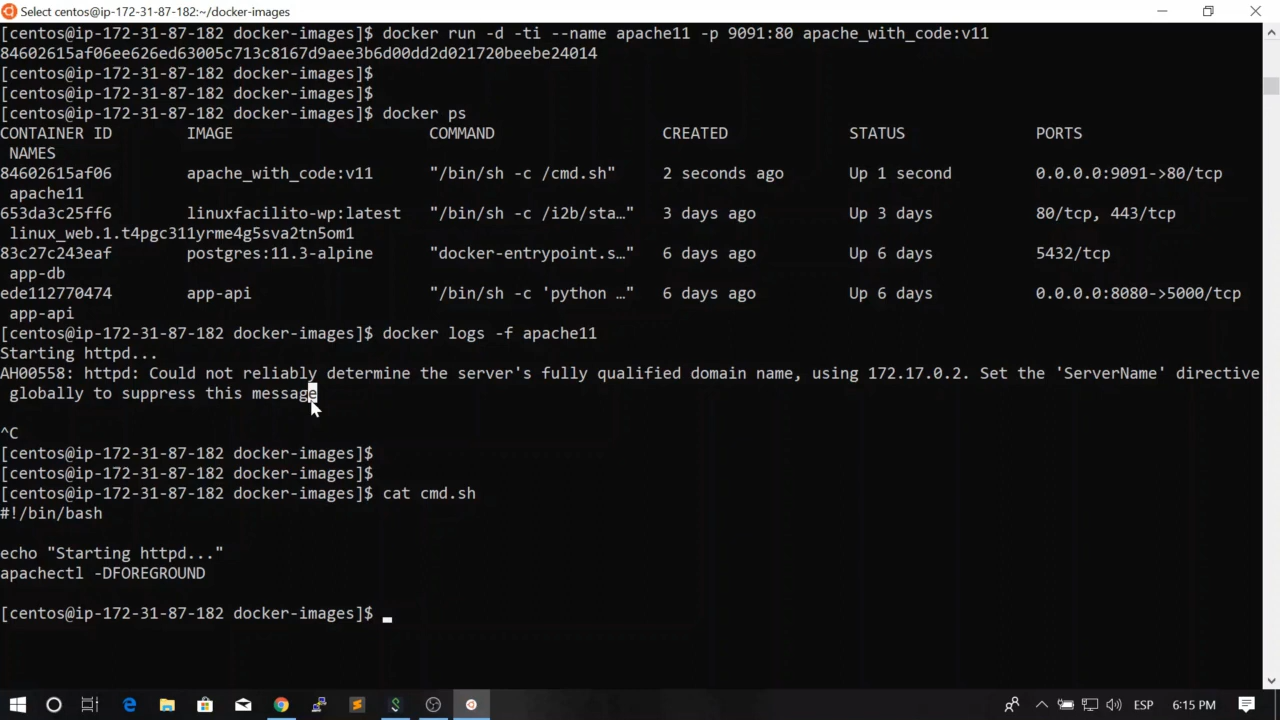 Select centos@ip-172-31-87-182:~/docker-images
[centos@ip-172-31-87-182 docker-images]$ docker run -d -ti --name apache11 -p 9091:80 apache_with_code:v11
84602615af06ee626ed63005c713c8167d9aee3b6d00dd2d021720beebe24014
[centos@ip-172-31-87-182 docker-images]$
[centos@ip-172-31-87-182 docker-images]$
[centos@ip-172-31-87-182 docker-images]$ docker ps
CONTAINER ID        IMAGE                   COMMAND                  CREATED             STATUS              PORTS
 NAMES
84602615af06        apache_with_code:v11    "/bin/sh -c /cmd.sh"     2 seconds ago       Up 1 second         0.0.0.0:9091->80/tcp
 apache11
653da3c25ff6        linuxfacilito-wp:latest   "/bin/sh -c /i2b/sta…"   3 days ago          Up 3 days           80/tcp, 443/tcp
 linux_web.1.t4pgc311yrme4g5sva2tn5om1
83c27c243eaf        postgres:11.3-alpine      "docker-entrypoint.s…"   6 days ago          Up 6 days           5432/tcp
 app-db
ede112770474        app-api                   "/bin/sh -c 'python …"   6 days ago          Up 6 days           0.0.0.0:8080->5000/tcp
 app-api
[centos@ip-172-31-87-182 docker-images]$ docker logs -f apache11
Starting httpd...
AH00558: httpd: Could not reliably determine the server's fully qualified domain name, using 172.17.0.2. Set the 'ServerName' directive
 globally to suppress this message
^C
[centos@ip-172-31-87-182 docker-images]$
[centos@ip-172-31-87-182 docker-images]$
[centos@ip-172-31-87-182 docker-images]$ cat cmd.sh
#!/bin/bash
echo "Starting httpd..."
apachectl -DFOREGROUND
[centos@ip-172-31-87-182 docker-images]$
ESP 6:15 PM